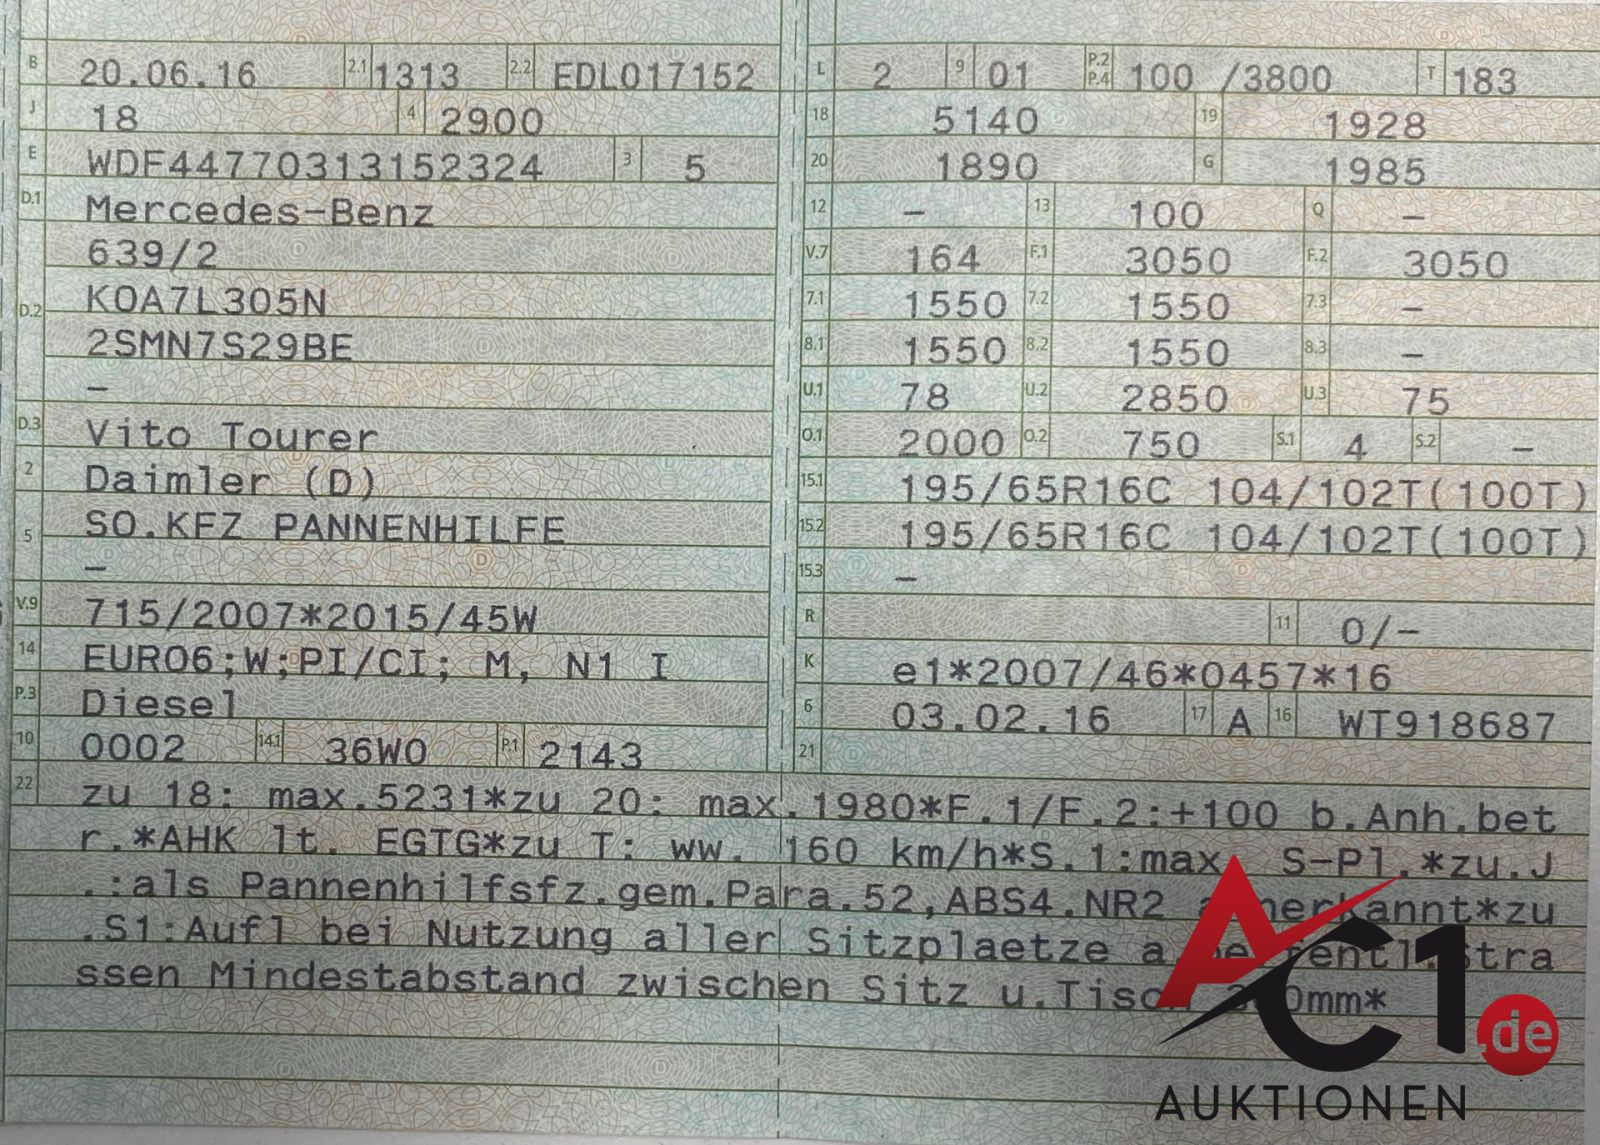 B 20.06.16 2.1 1313 2.2 EDL017152
J 18 4 2900
E WDF44770313152324 3 5
D.1 Mercedes-Benz
639/2
D.2 K0A7L305N
2SMN7S29BE
–
D.3 Vito Tourer
2 Daimler (D)
5 SO.KFZ PANNENHILFE
–
V.9 715/2007*2015/45W
14 EURO6;W;PI/CI; M, N1 I
P.3 Diesel
10 0002 14.1 36W0 P.1 2143
L 2 9 01 P.2 P.4 100 /3800 T 183
18 5140 19 1928
20 1890 G 1985
12 – 13 100 Q –
V.7 164 F.1 3050 F.2 3050
7.1 1550 7.2 1550 7.3 –
8.1 1550 8.2 1550 8.3 –
U.1 78 U.2 2850 U.3 75
O.1 2000 O.2 750 S.1 4 S.2 –
15.1 195/65R16C 104/102T(100T)
15.2 195/65R16C 104/102T(100T)
15.3 –
R 11 0/–
K e1*2007/46*0457*16
6 03.02.16 17 A 16 WT918687
21
22 zu 18: max.5231*zu 20: max.1980*F.1/F.2:+100 b.Anh.bet
r.*AHK lt. EGTG*zu T: ww. 160 km/h*S.1:max. S-Pl.*zu.J
.:als Pannenhilfsfz.gem.Para.52,ABS4.NR2 anerkannt*zu
.S1:Aufl bei Nutzung aller Sitzplaetze stra
ssen Mindestabstand zwischen Sitz u.Tisch
AC1.de
AUKTIONEN